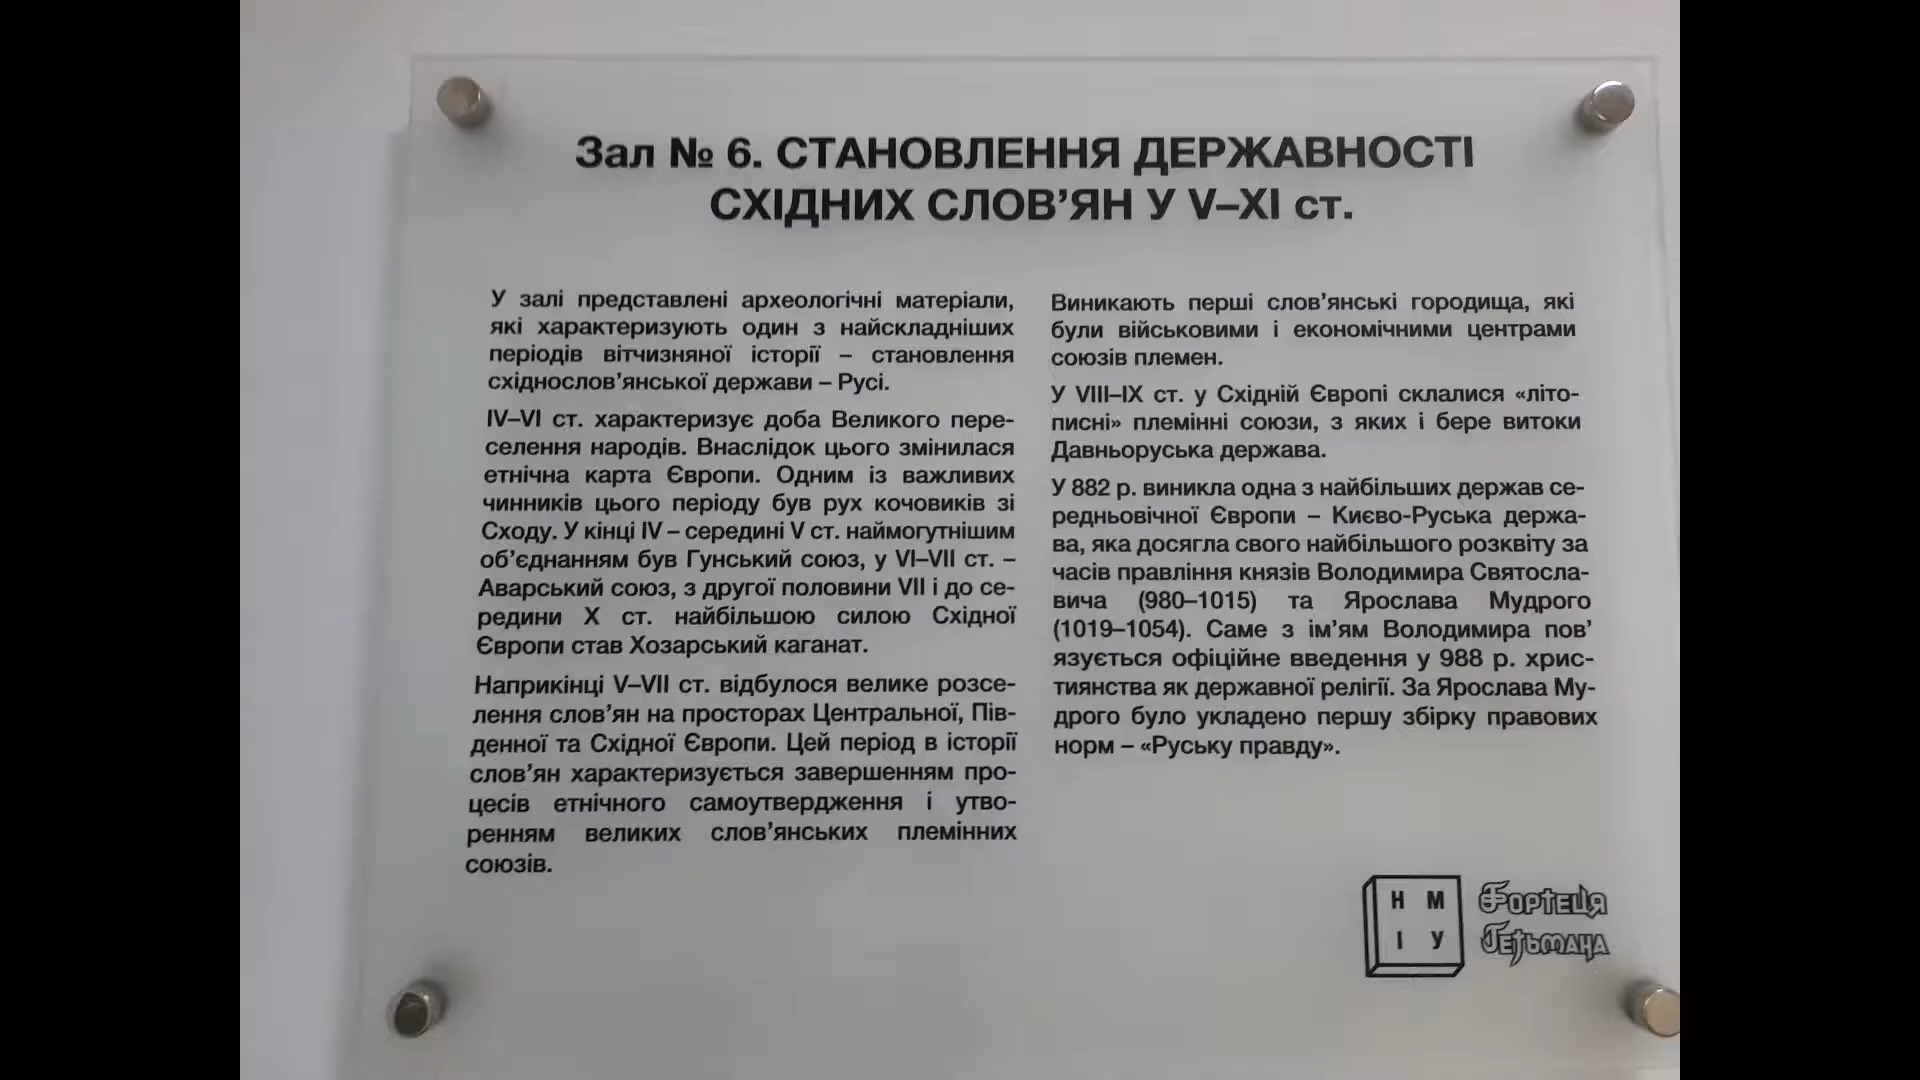 Зал № 6. СТАНОВЛЕННЯ ДЕРЖАВНОСТІ
СХІДНИХ СЛОВ’ЯН У V–XI ст.
У залі представлені археологічні матеріали,
які характеризують один з найскладніших
періодів вітчизняної історії – становлення
східнослов’янської держави – Русі.
IV–VI ст. характеризує доба Великого пере-
селення народів. Внаслідок цього змінилася
етнічна карта Європи. Одним із важливих
чинників цього періоду був рух кочовиків зі
Сходу. У кінці IV – середині V ст. наймогутнішим
об’єднанням був Гунський союз, у VI–VII ст. –
Аварський союз, з другої половини VII і до се-
редини X ст. найбільшою силою Східної
Європи став Хозарський каганат.
Наприкінці V–VII ст. відбулося велике розсе-
лення слов’ян на просторах Центральної, Пів-
денної та Східної Європи. Цей період в історії
слов’ян характеризується завершенням про-
цесів етнічного самоутвердження і утво-
ренням великих слов’янських племінних
союзів.
Виникають перші слов’янські городища, які
були військовими і економічними центрами
союзів племен.
У VIII–IX ст. у Східній Європі склалися «літо-
писні» племінні союзи, з яких і бере витоки
Давньоруська держава.
У 882 р. виникла одна з найбільших держав се-
редньовічної Європи – Києво-Руська держа-
ва, яка досягла свого найбільшого розквіту за
часів правління князів Володимира Святосла-
вича (980–1015) та Ярослава Мудрого
(1019–1054). Саме з ім’ям Володимира пов’
язується офіційне введення у 988 р. хрис-
тиянства як державної релігії. За Ярослава Му-
дрого було укладено першу збірку правових
норм – «Руську правду».
Н М
І У
Фортеця
Гетьмана